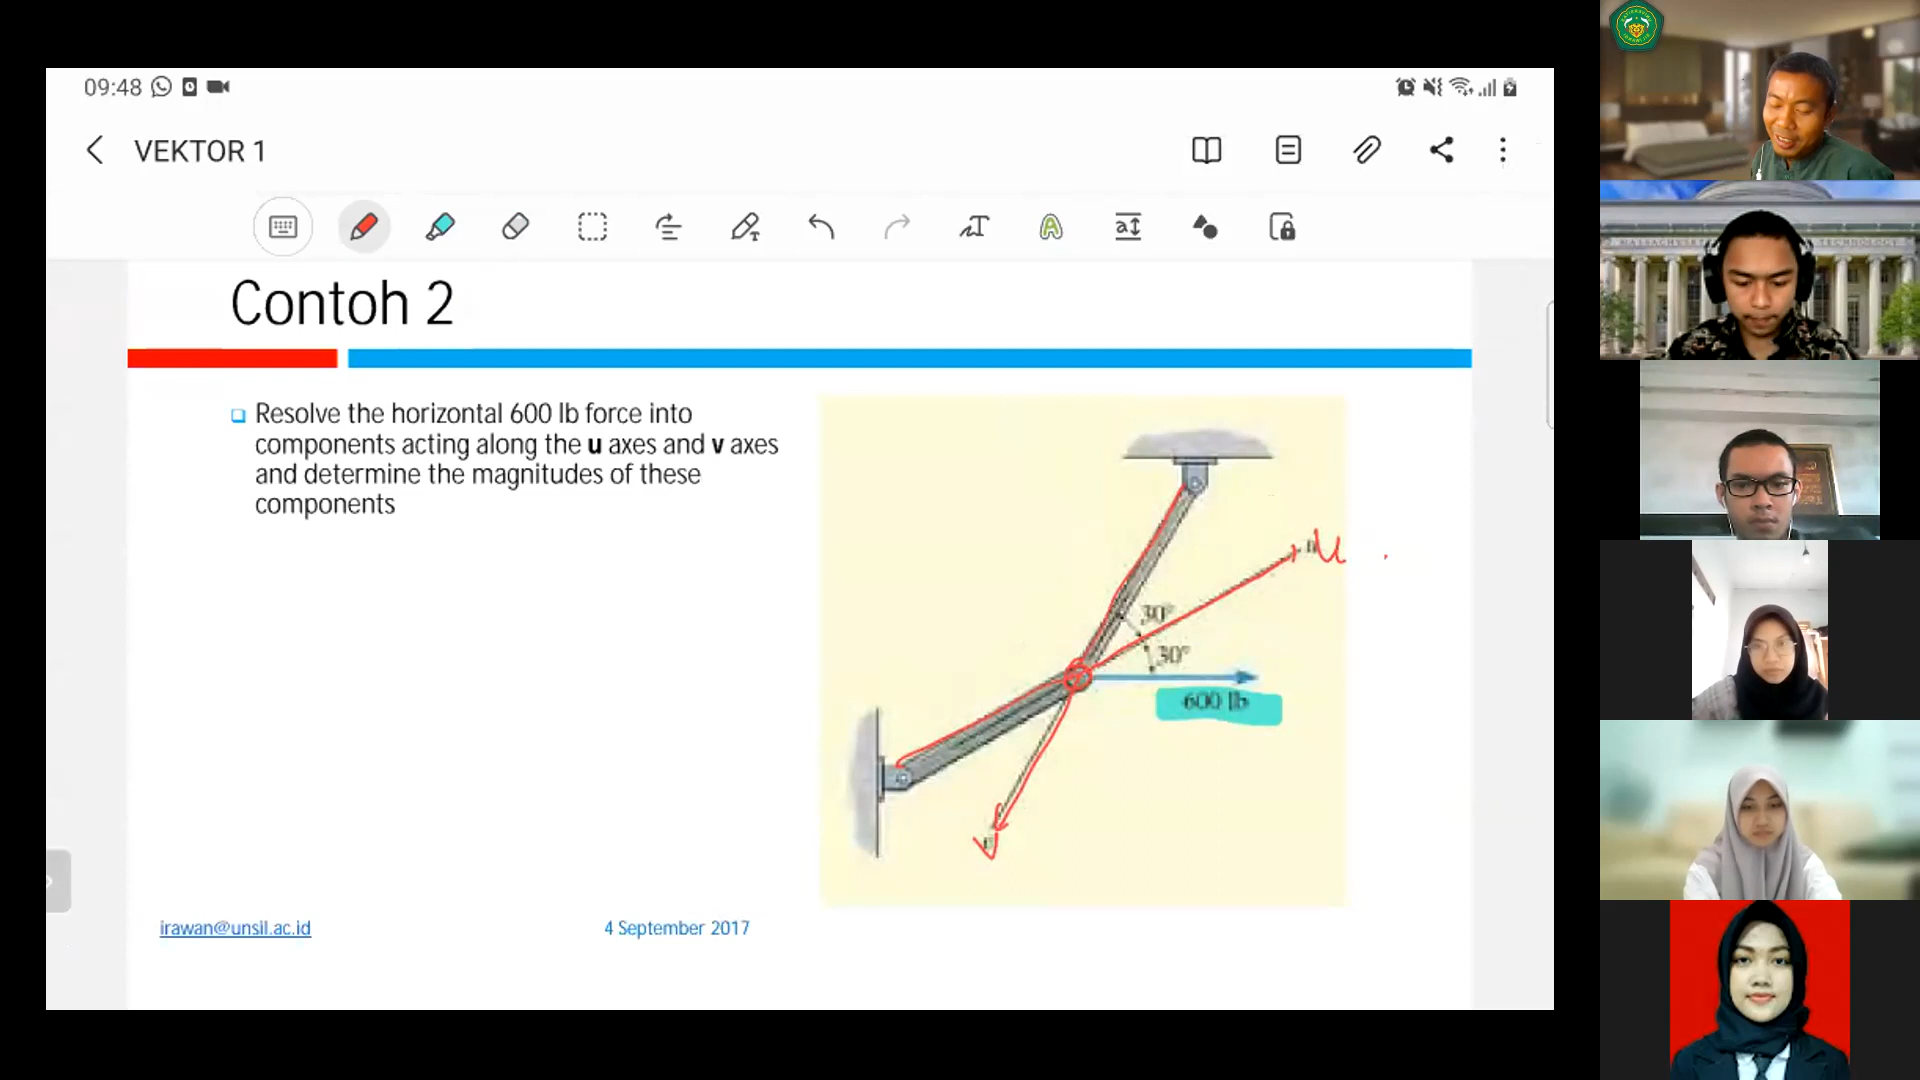 09:48
VEKTOR 1
Contoh 2
Resolve the horizontal 600 lb force into
components acting along the u axes and v axes
and determine the magnitudes of these
components
u
30°
30°
600 lb
v
irawan@unsil.ac.id
4 September 2017